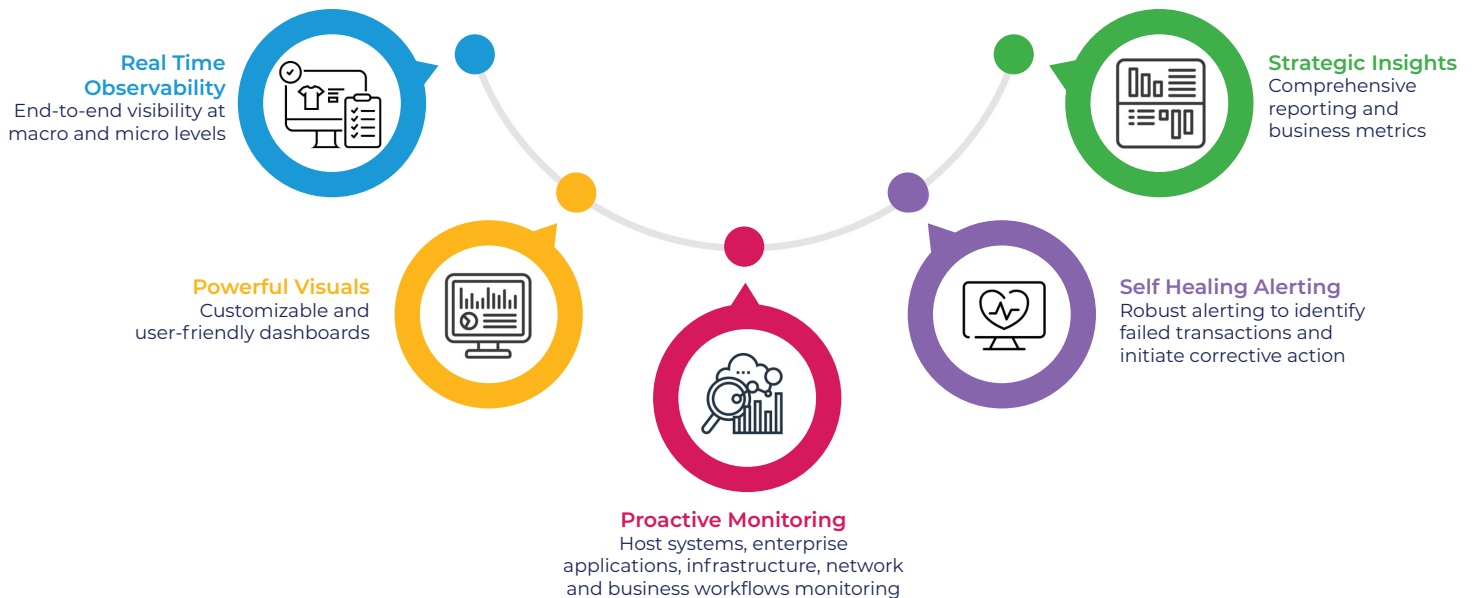 Real Time
Observability
End-to-end visibility at
macro and micro levels
Powerful Visuals
Customizable and
user-friendly dashboards
Proactive Monitoring
Host systems, enterprise
applications, infrastructure, network
and business workflows monitoring
Self Healing Alerting
Robust alerting to identify
failed transactions and
initiate corrective action
Strategic Insights
Comprehensive
reporting and
business metrics